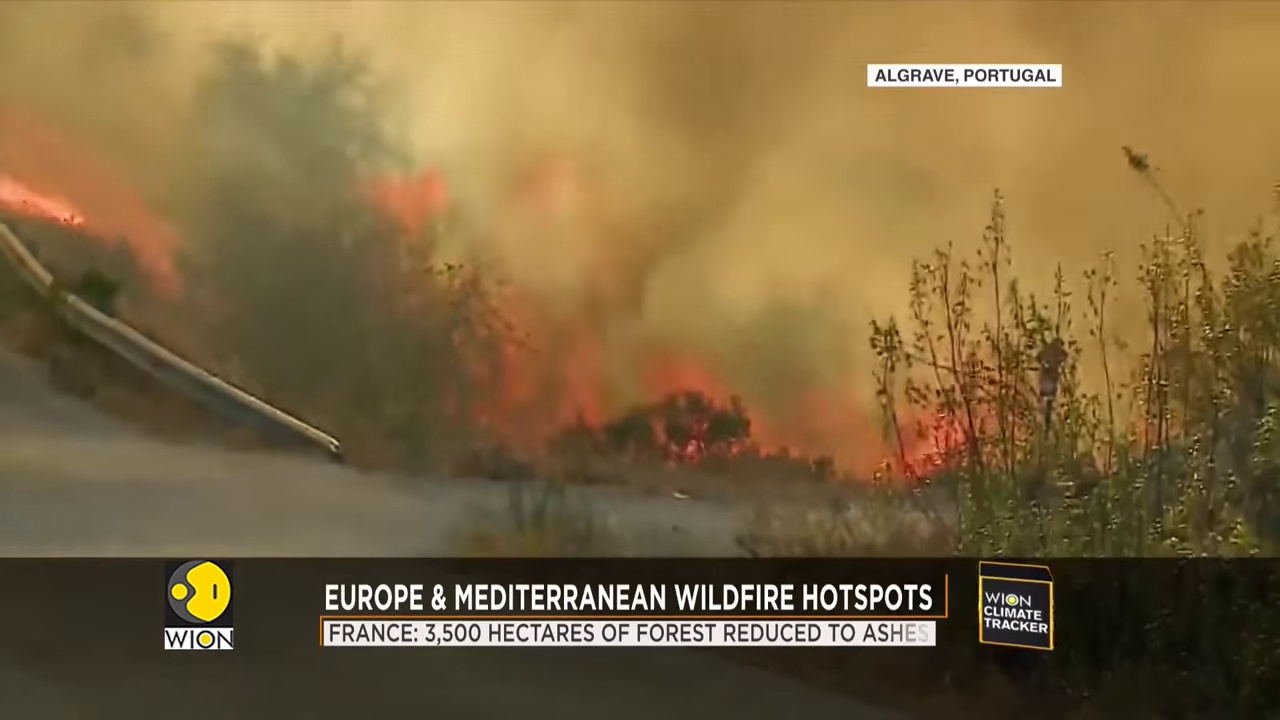 ALGRAVE, PORTUGAL
EUROPE & MEDITERRANEAN WILDFIRE HOTSPOTS
FRANCE: 3,500 HECTARES OF FOREST REDUCED TO ASHES
WION
WION
CLIMATE
TRACKER